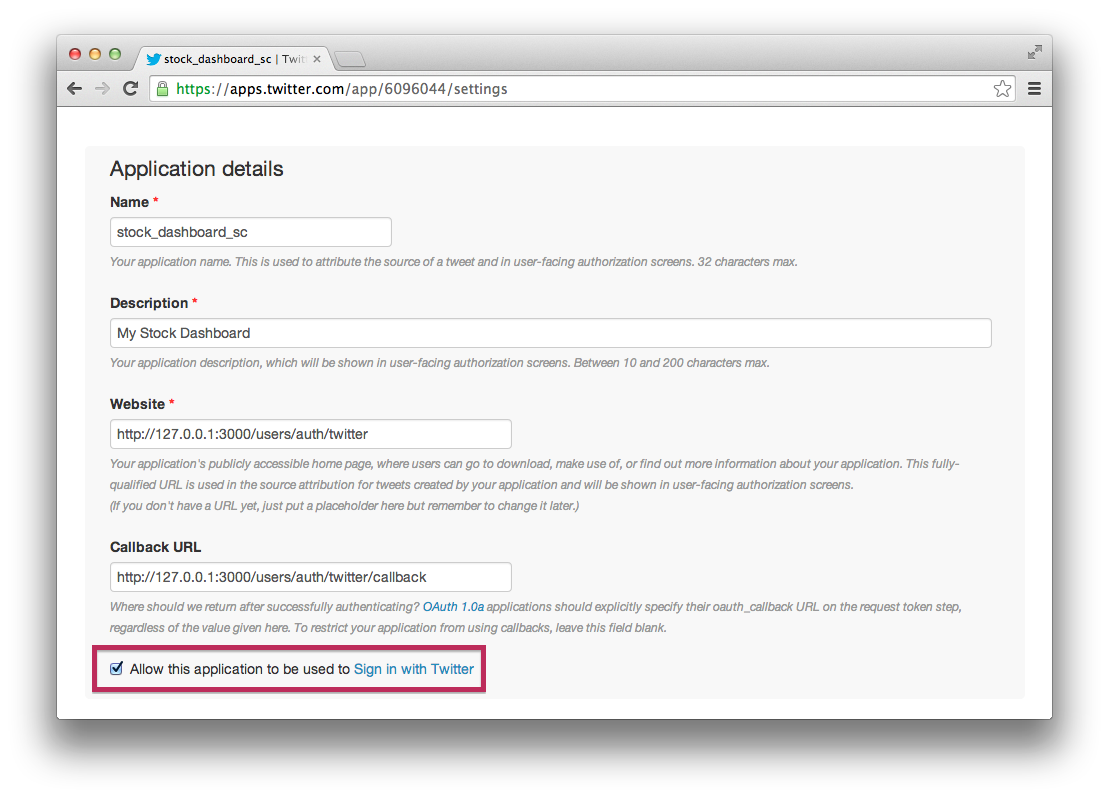 stock_dashboard_sc | Twit
https://apps.twitter.com/app/6096044/settings
Application details
Name *
stock_dashboard_sc
Your application name. This is used to attribute the source of a tweet and in user-facing authorization screens. 32 characters max.
Description *
My Stock Dashboard
Your application description, which will be shown in user-facing authorization screens. Between 10 and 200 characters max.
Website *
http://127.0.0.1:3000/users/auth/twitter
Your application's publicly accessible home page, where users can go to download, make use of, or find out more information about your application. This fully-
qualified URL is used in the source attribution for tweets created by your application and will be shown in user-facing authorization screens.
(If you don't have a URL yet, just put a placeholder here but remember to change it later.)
Callback URL
http://127.0.0.1:3000/users/auth/twitter/callback
Where should we return after successfully authenticating? OAuth 1.0a applications should explicitly specify their oauth_callback URL on the request token step,
regardless of the value given here. To restrict your application from using callbacks, leave this field blank.
Allow this application to be used to Sign in with Twitter